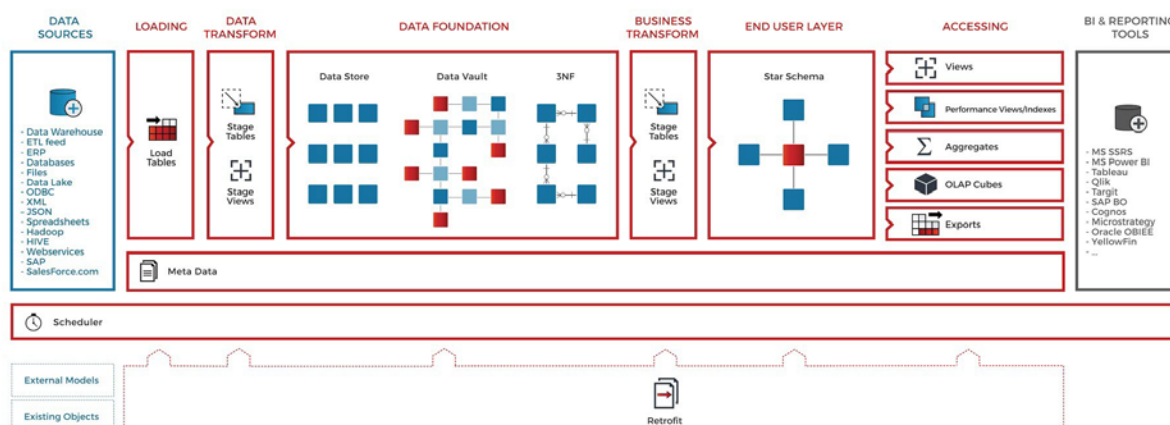 DATA
SOURCES
LOADING
DATA
TRANSFORM
DATA FOUNDATION
BUSINESS
TRANSFORM
END USER LAYER
ACCESSING
BI & REPORTING
TOOLS
- Data Warehouse
- ETL feed
- ERP
- Databases
- Files
- Data Lake
- ODBC
- XML
- JSON
- Spreadsheets
- Hadoop
- HIVE
- Webservices
- SAP
- SalesForce.com
Load
Tables
Stage
Tables
Stage
Views
Data Store
Data Vault
3NF
Stage
Tables
Stage
Views
Star Schema
Views
Performance Views/Indexes
Aggregates
OLAP Cubes
Exports
- MS SSRS
- MS Power BI
- Tableau
- Qlik
- Targit
- SAP BO
- Cognos
- Microstrategy
- Oracle OBIEE
- YellowFin
- ...
Meta Data
Scheduler
External Models
Existing Objects
Retrofit